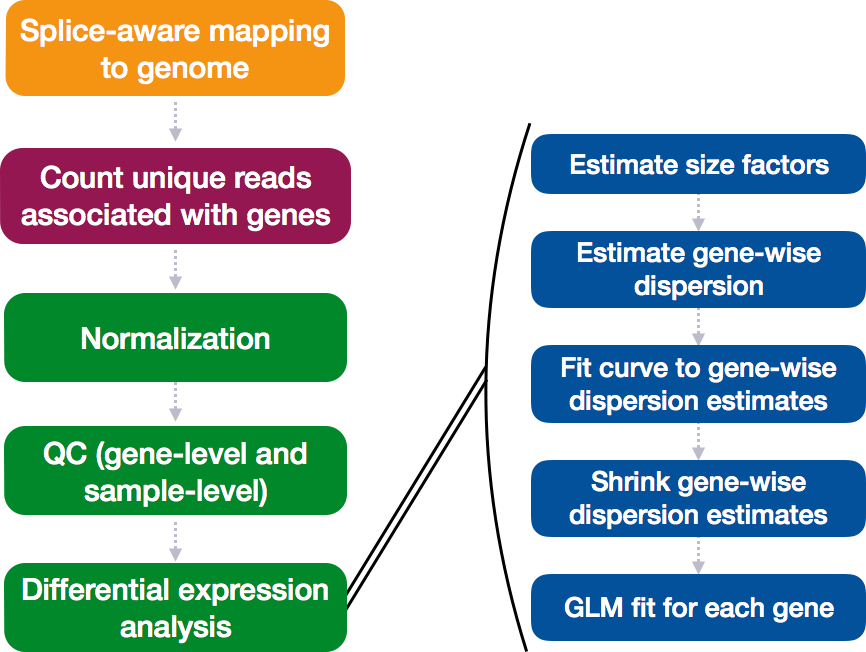 Splice-aware mapping
to genome
Count unique reads
associated with genes
Normalization
QC (gene-level and
sample-level)
Differential expression
analysis
Estimate size factors
Estimate gene-wise
dispersion
Fit curve to gene-wise
dispersion estimates
Shrink gene-wise
dispersion estimates
GLM fit for each gene